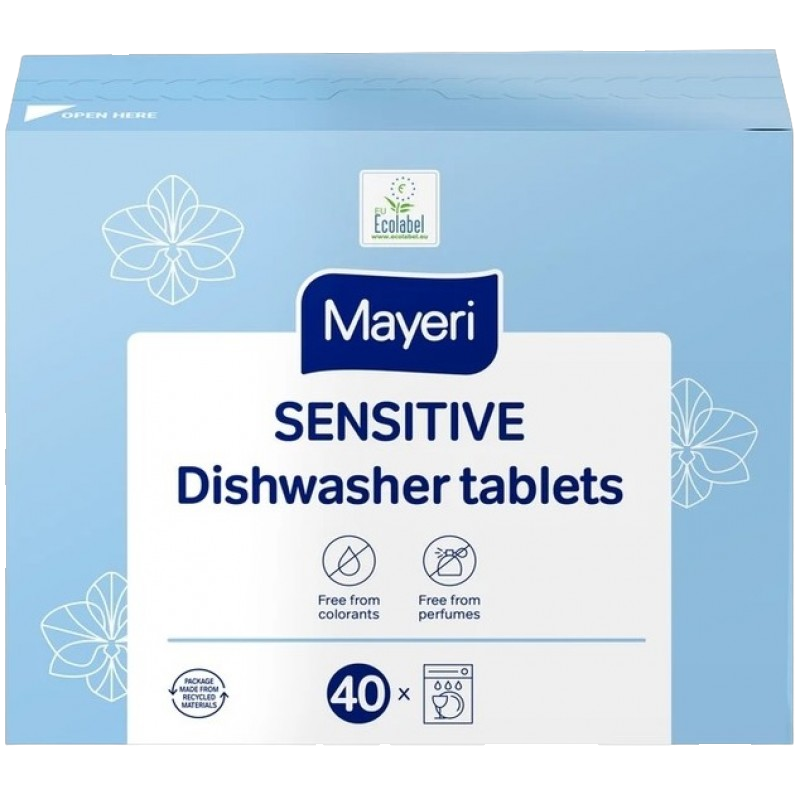 OPEN HERE
€
EU
Ecolabel
www.ecolabel.eu
Mayeri
SENSITIVE
Dishwasher tablets
Free from
colorants
Free from
perfumes
PACKAGE
MADE FROM
RECYCLED
MATERIALS
40 x